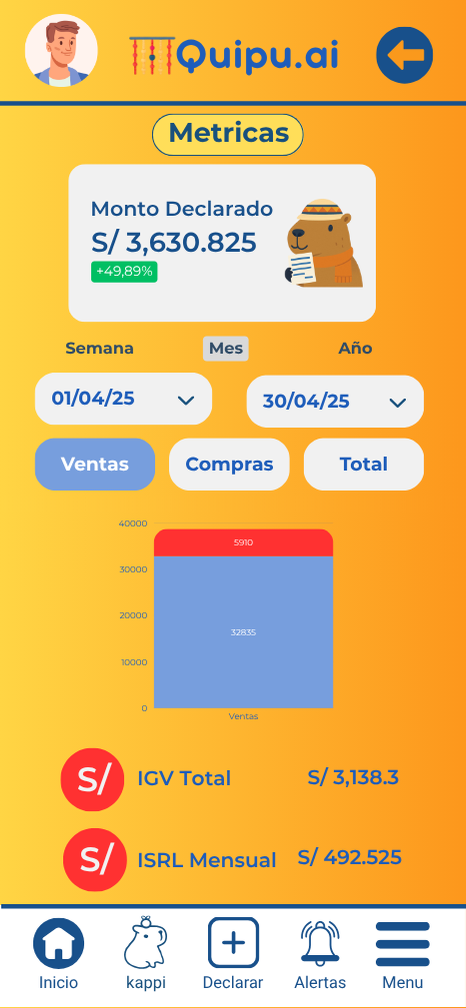 Quipu.ai
Metricas
Monto Declarado
S/ 3,630.825
+49,89%
Semana Mes Año
01/04/25 30/04/25
Ventas Compras Total
40000
5910
30000
20000
32835
10000
0
Ventas
S/ IGV Total S/ 3,138.3
S/ ISRL Mensual S/ 492.525
Inicio kappi Declarar Alertas Menu